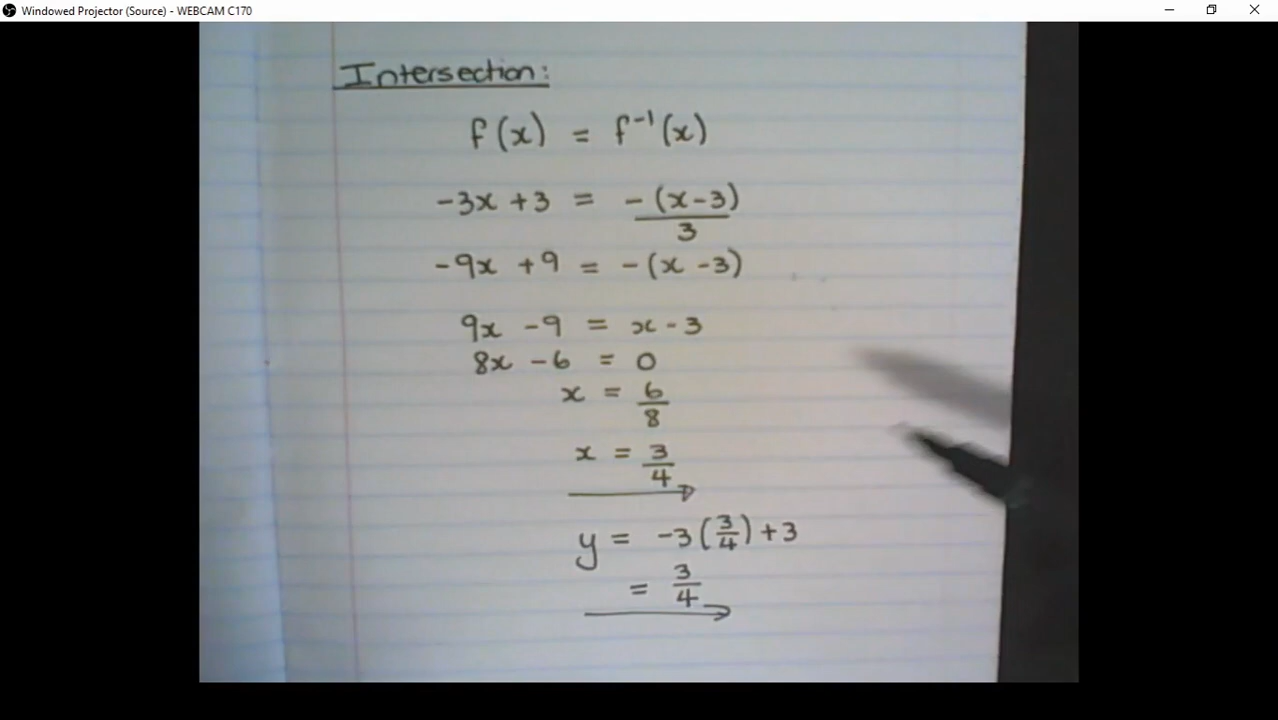 Windowed Projector (Source) - WEBCAM C170
Intersection:
f(x) = f⁻¹(x)
-3x + 3 = -(x-3)/3
-9x + 9 = -(x - 3)
9x - 9 = x - 3
8x - 6 = 0
x = 6/8
x = 3/4
y = -3(3/4) + 3
= 3/4